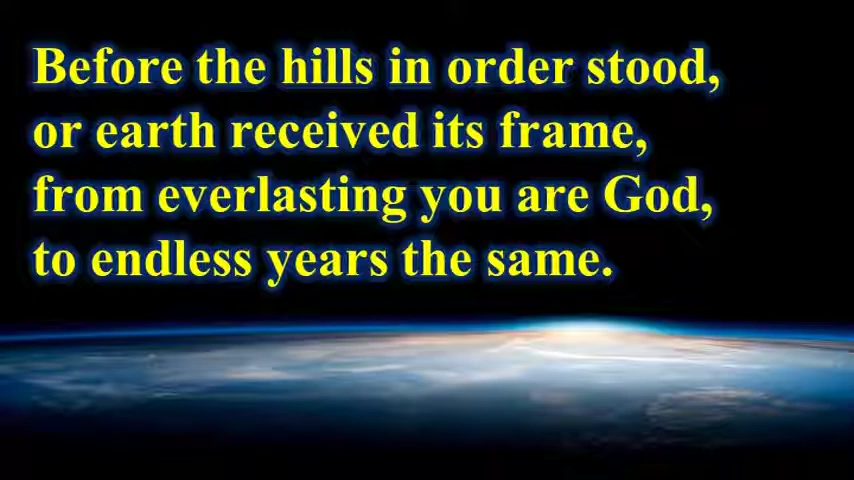 Before the hills in order stood,
or earth received its frame,
from everlasting you are God,
to endless years the same.